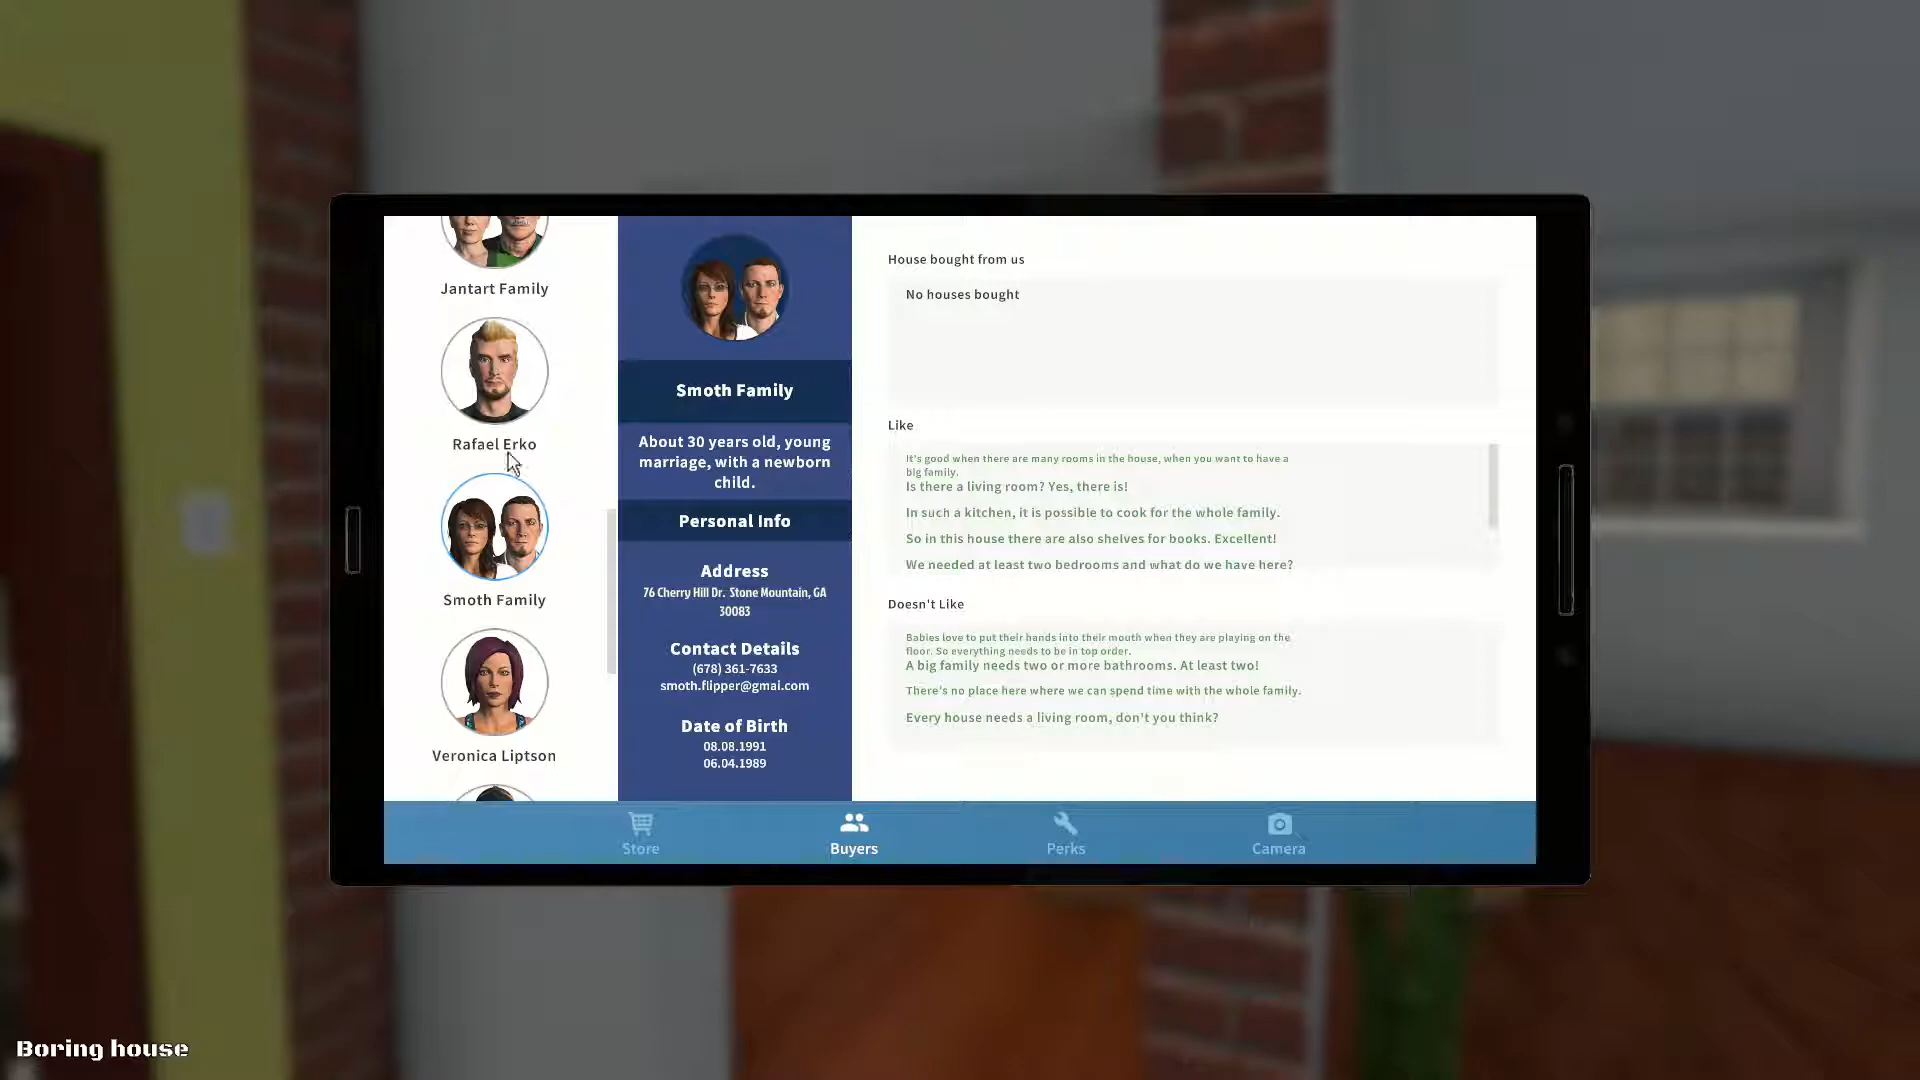 Jantart Family
Rafael Erko
Smoth Family
Veronica Liptson
Smoth Family
About 30 years old, young
marriage, with a newborn
child.
Personal Info
Address
76 Cherry Hill Dr. Stone Mountain, GA
30083
Contact Details
(678) 361-7633
smoth.flipper@gmai.com
Date of Birth
08.08.1991
06.04.1989
House bought from us
No houses bought
Like
It's good when there are many rooms in the house, when you want to have a
big family.
Is there a living room? Yes, there is!
In such a kitchen, it is possible to cook for the whole family.
So in this house there are also shelves for books. Excellent!
We needed at least two bedrooms and what do we have here?
Doesn't Like
Babies love to put their hands into their mouth when they are playing on the
floor. So everything needs to be in top order.
A big family needs two or more bathrooms. At least two!
There's no place here where we can spend time with the whole family.
Every house needs a living room, don't you think?
Store
Buyers
Perks
Camera
Boring house